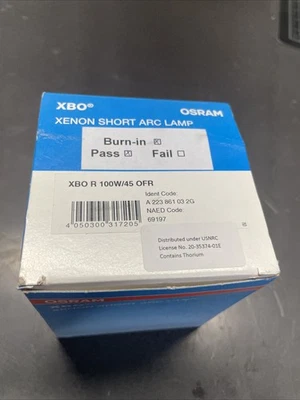 XBO®
OSRAM
XENON SHORT ARC LAMP
Burn-in
Pass Fail
XBO R 100W/45 OFR
Ident Code:
A 223 861 03 2G
NAED Code:
69197
4 050300 317205
Distributed under USNRC
License No. 20-35374-01E
Contains Thorium
OSRAM